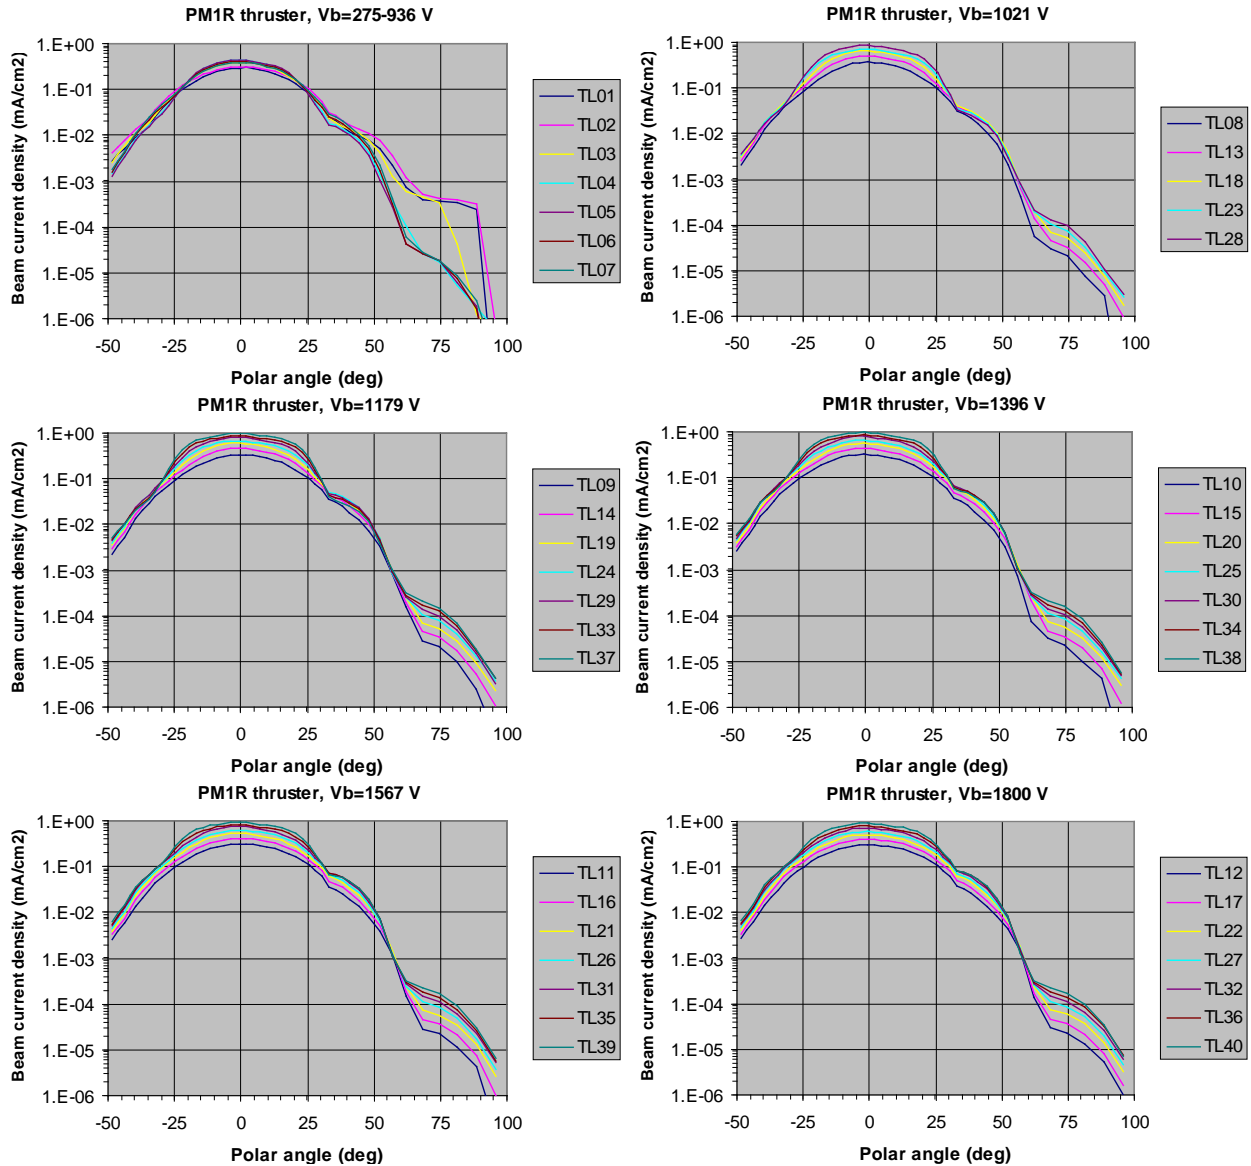 PM1R thruster, Vb=275-936 V
Beam current density (mA/cm2)
1.E+00
1.E-01
1.E-02
1.E-03
1.E-04
1.E-05
1.E-06
-50 -25 0 25 50 75 100
Polar angle (deg)
TL01
TL02
TL03
TL04
TL05
TL06
TL07
PM1R thruster, Vb=1021 V
Beam current density (mA/cm2)
1.E+00
1.E-01
1.E-02
1.E-03
1.E-04
1.E-05
1.E-06
-50 -25 0 25 50 75 100
Polar angle (deg)
TL08
TL13
TL18
TL23
TL28
PM1R thruster, Vb=1179 V
Beam current density (mA/cm2)
1.E+00
1.E-01
1.E-02
1.E-03
1.E-04
1.E-05
1.E-06
-50 -25 0 25 50 75 100
Polar angle (deg)
TL09
TL14
TL19
TL24
TL29
TL33
TL37
PM1R thruster, Vb=1396 V
Beam current density (mA/cm2)
1.E+00
1.E-01
1.E-02
1.E-03
1.E-04
1.E-05
1.E-06
-50 -25 0 25 50 75 100
Polar angle (deg)
TL10
TL15
TL20
TL25
TL30
TL34
TL38
PM1R thruster, Vb=1567 V
Beam current density (mA/cm2)
1.E+00
1.E-01
1.E-02
1.E-03
1.E-04
1.E-05
1.E-06
-50 -25 0 25 50 75 100
Polar angle (deg)
TL11
TL16
TL21
TL26
TL31
TL35
TL39
PM1R thruster, Vb=1800 V
Beam current density (mA/cm2)
1.E+00
1.E-01
1.E-02
1.E-03
1.E-04
1.E-05
1.E-06
-50 -25 0 25 50 75 100
Polar angle (deg)
TL12
TL17
TL22
TL27
TL32
TL36
TL40